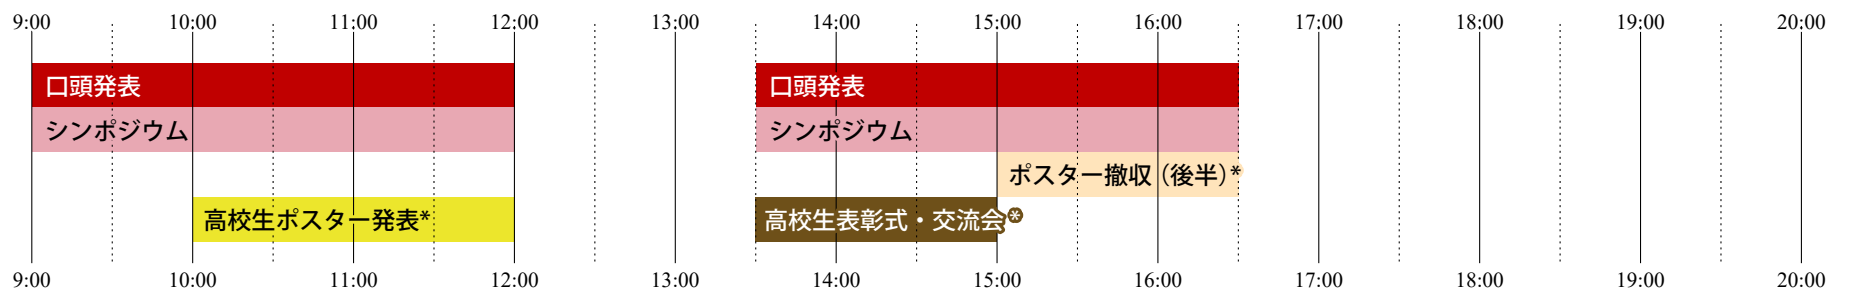 9:00 10:00 11:00 12:00 13:00 14:00 15:00 16:00 17:00 18:00 19:00 20:00
口頭発表 口頭発表
シンポジウム シンポジウム
ポスター撤収(後半)*
高校生ポスター発表* 高校生表彰式・交流会*
9:00 10:00 11:00 12:00 13:00 14:00 15:00 16:00 17:00 18:00 19:00 20:00